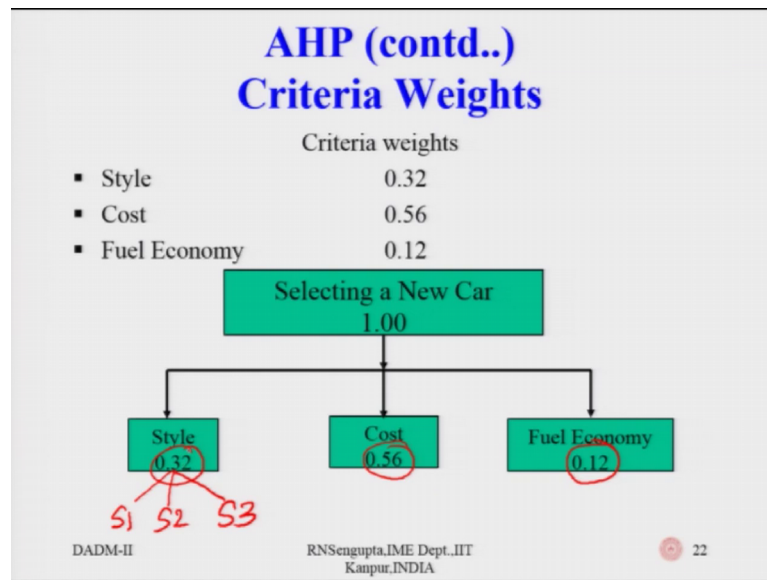 AHP (contd..)
Criteria Weights
Criteria weights
▪ Style 0.32
▪ Cost 0.56
▪ Fuel Economy 0.12
Selecting a New Car
1.00
Style
0.32
Cost
0.56
Fuel Economy
0.12
S1 S2 S3
DADM-II
RNSengupta,IME Dept.,IIT
Kanpur,INDIA
22